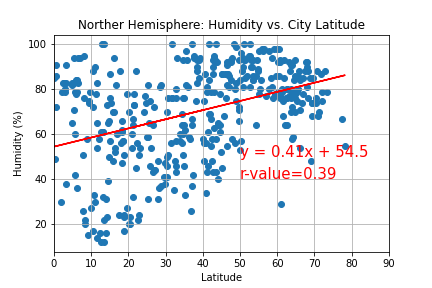 Norther Hemisphere: Humidity vs. City Latitude
100
80
60
40
20
Humidity (%)
y = 0.41x + 54.5
r-value=0.39
0 10 20 30 40 50 60 70 80 90
Latitude